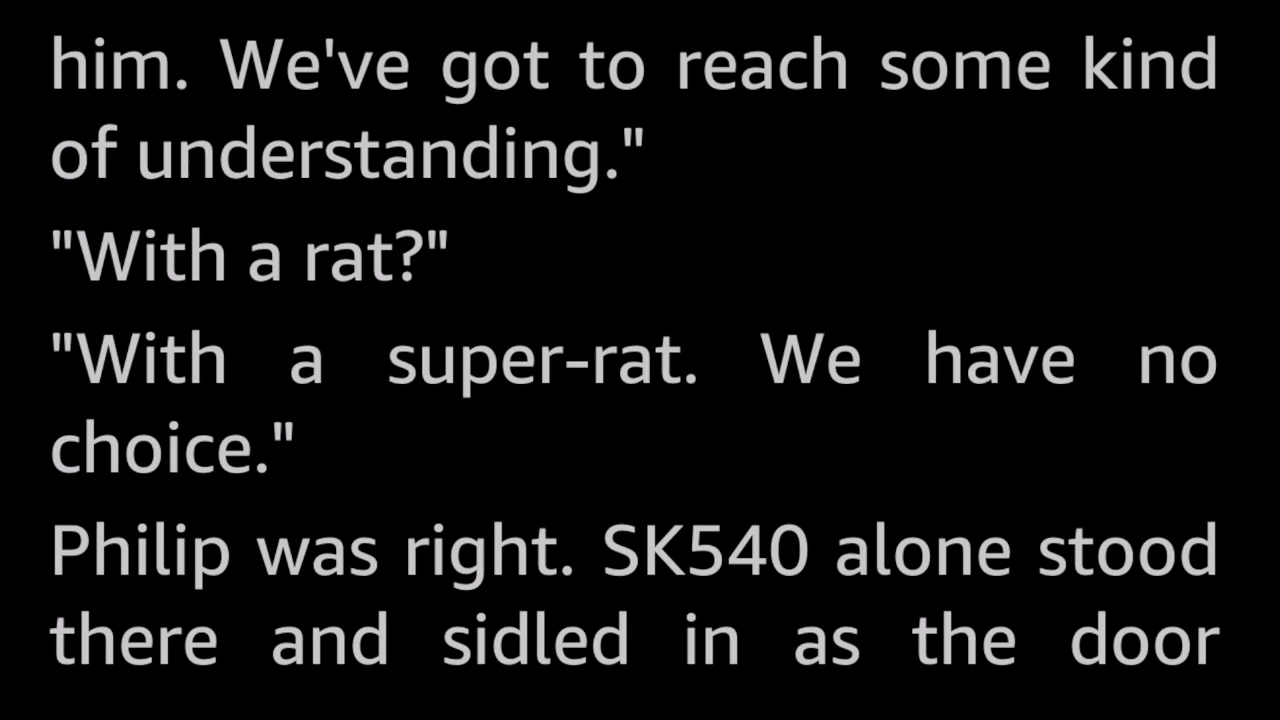 him. We've got to reach some kind
of understanding."
"With a rat?"
"With a super-rat. We have no
choice."
Philip was right. SK540 alone stood
there and sidled in as the door